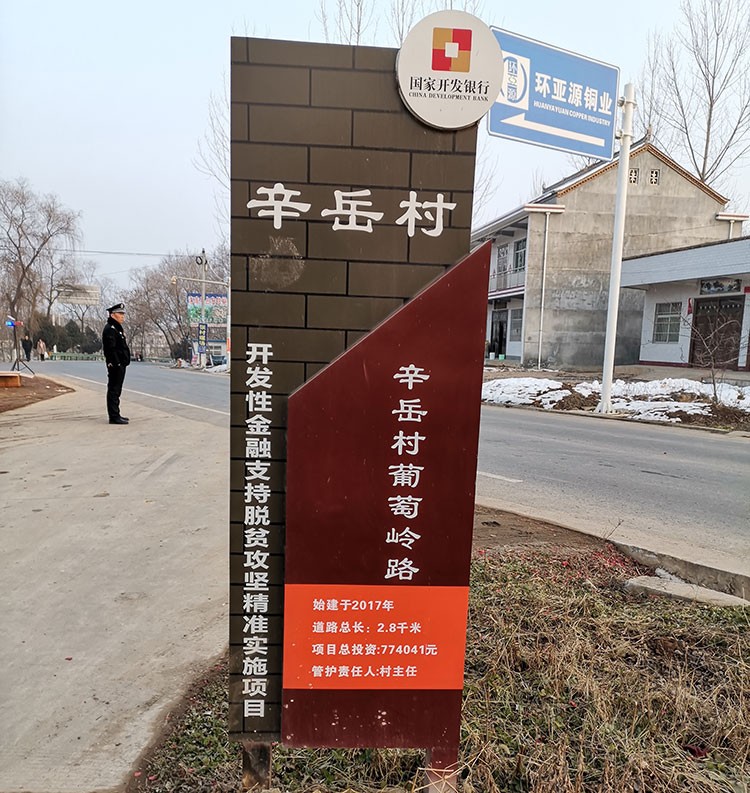 国家开发银行
CHINA DEVELOPMENT BANK
环亚源铜业
HUANYAYUAN COPPER INDUSTRY
辛岳村
开发性金融支持脱贫攻坚精准实施项目
辛岳村葡萄岭路
始建于2017年
道路总长：2.8千米
项目总投资:774041元
管护责任人:村主任